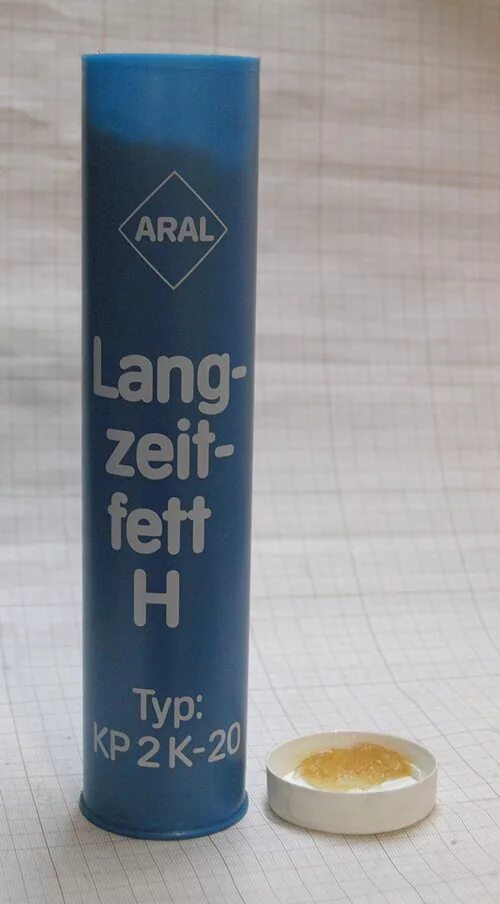 ARAL
Lang-
zeit-
fett
H
Typ:
KP 2 K-20